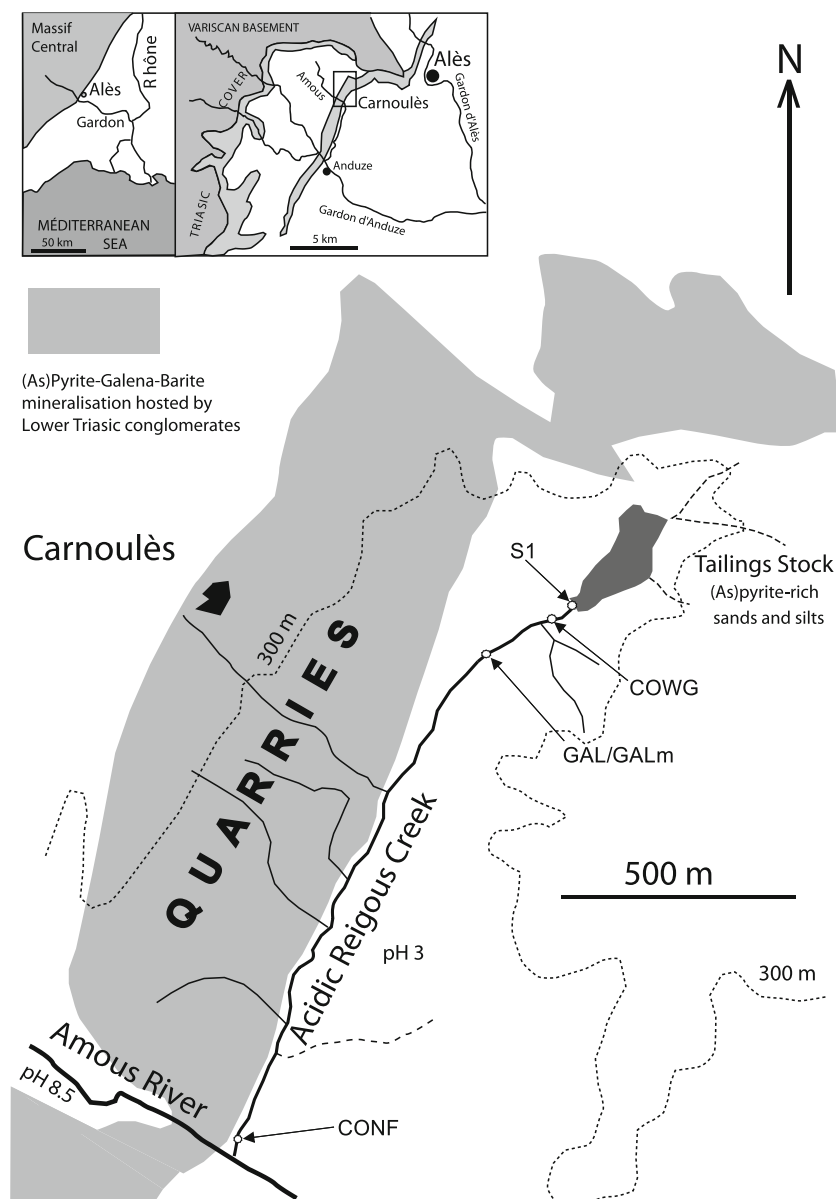 Massif
Central
Rhône
Alès
Gardon
MÉDITERRANEAN
SEA
50 km
VARISCAN BASEMENT
COVER
TRIASIC
Amous
Alès
Carnoulès
Gardon d'Alès
Anduze
Gardon d'Anduze
5 km
N
(As)Pyrite-Galena-Barite
mineralisation hosted by
Lower Triasic conglomerates
Carnoulès
S1
Tailings Stock
(As)pyrite-rich
sands and silts
300 m
QUARRIES
COWG
GAL/GALm
Acidic Reigous Creek
500 m
pH 3
300 m
Amous River
pH 8.5
CONF